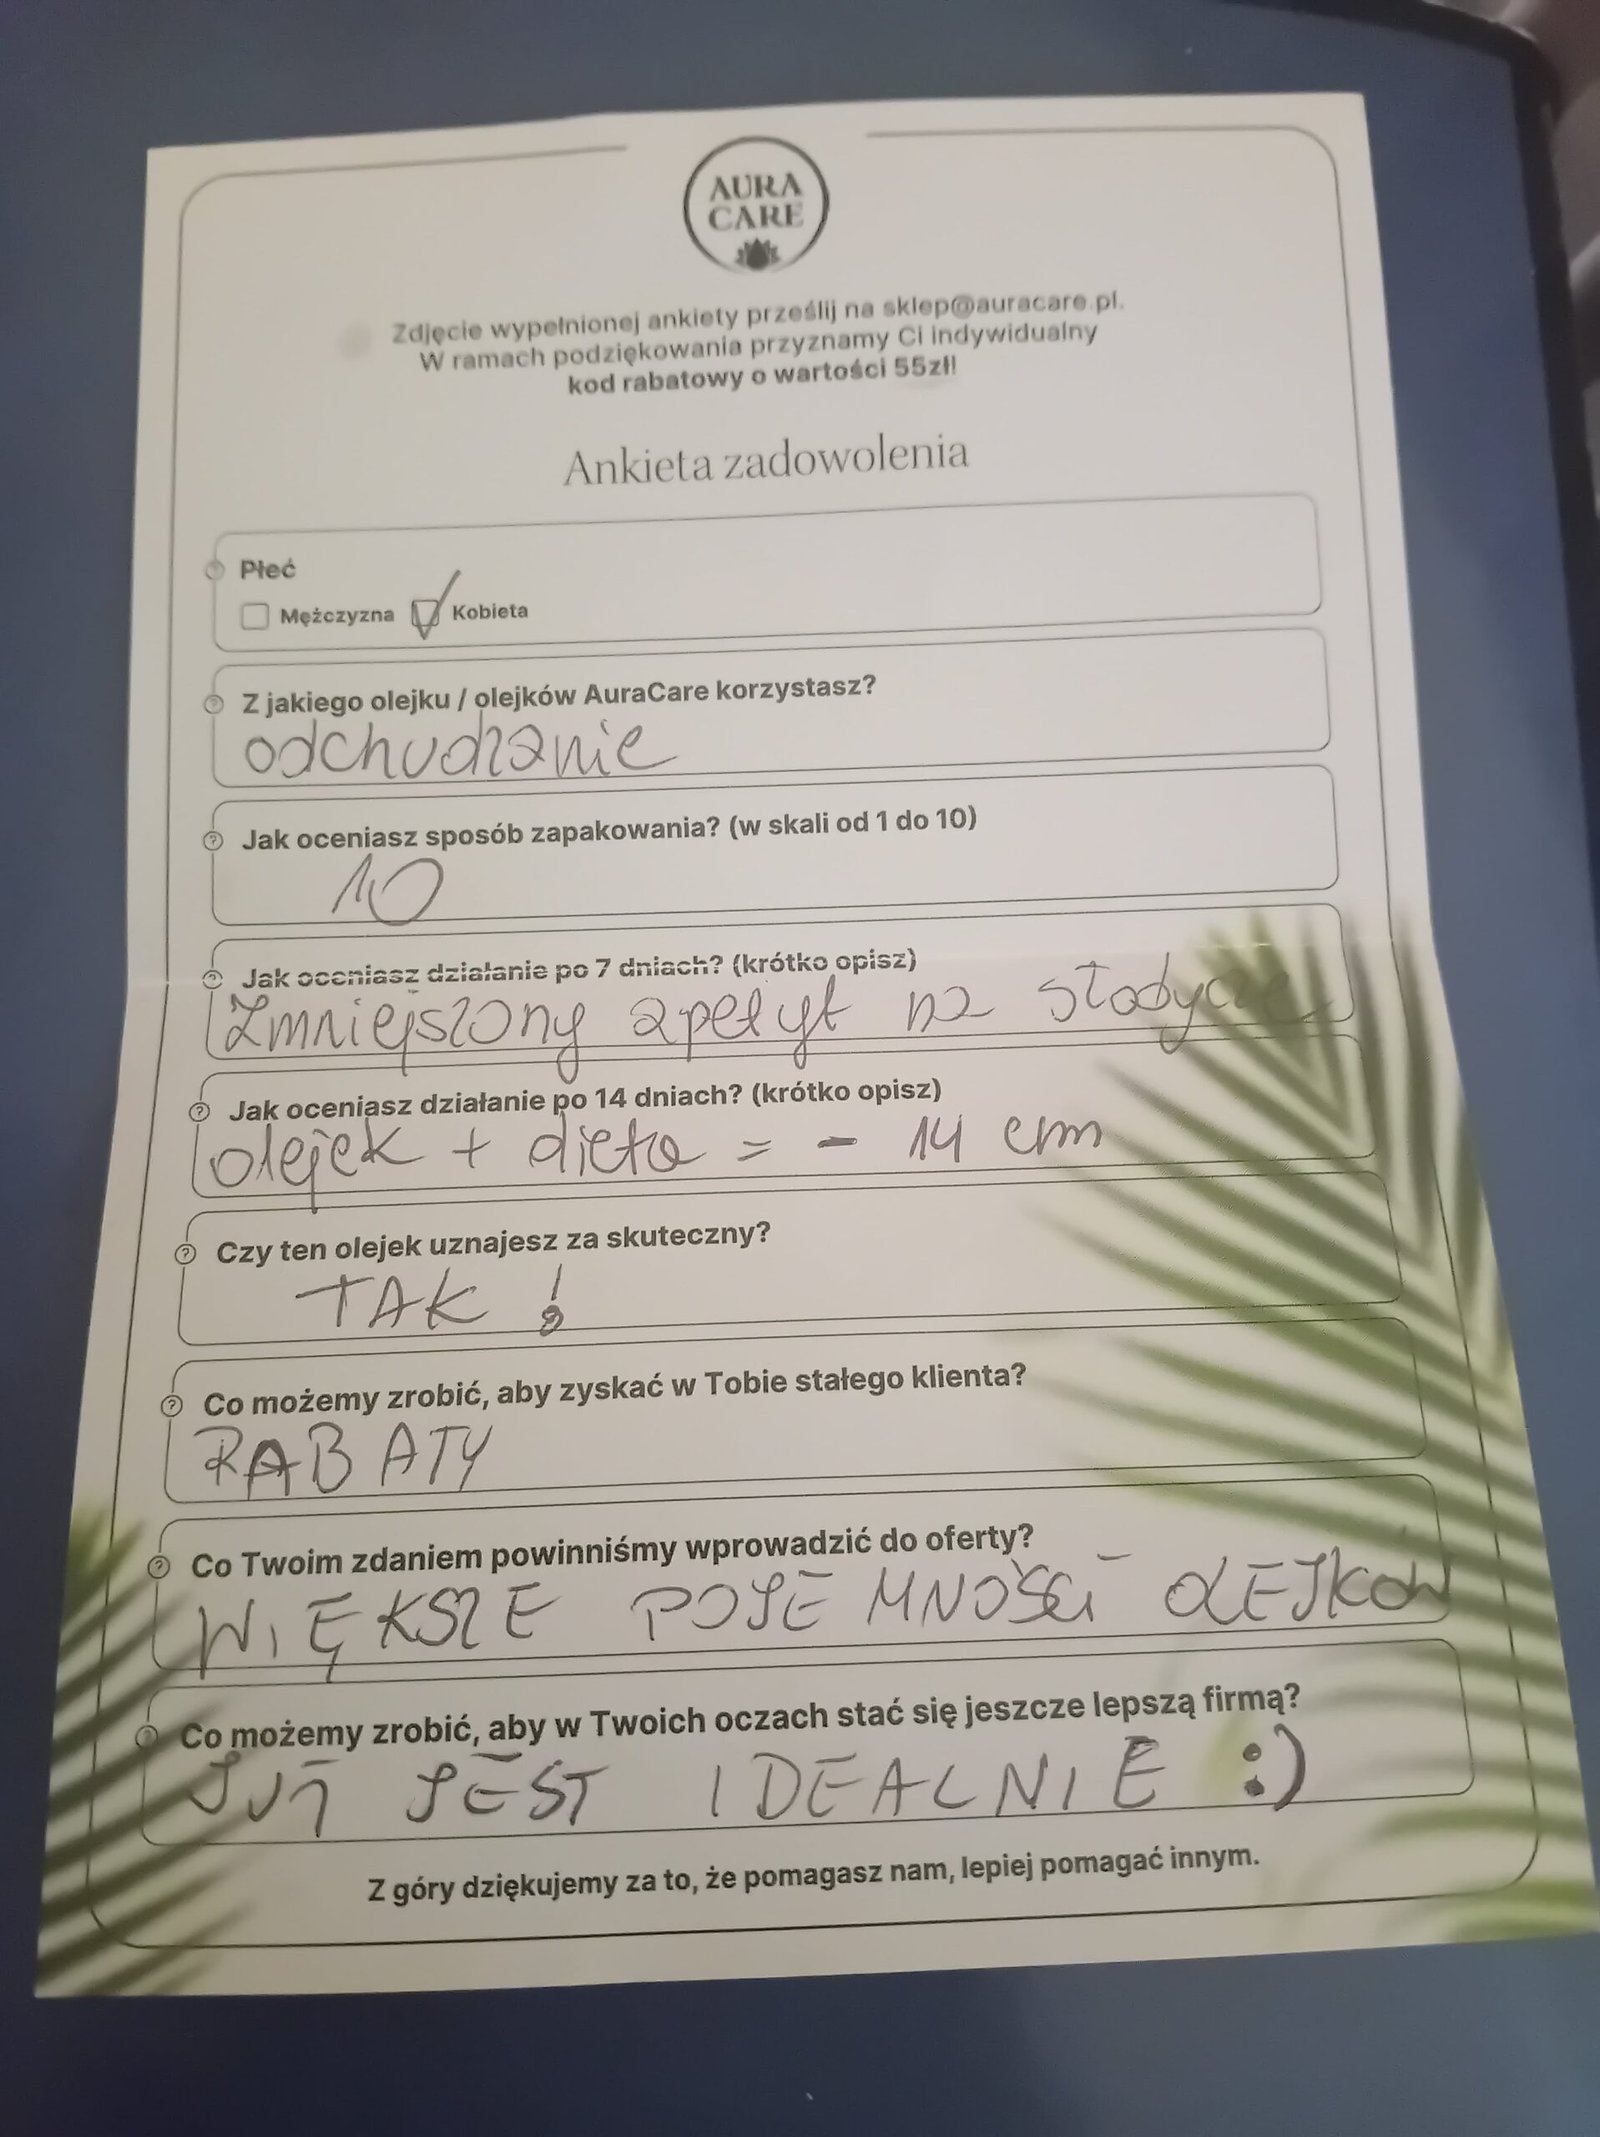 AURA
CARE
Zdjęcie wypełnionej ankiety prześlij na sklep@auracare.pl.
W ramach podziękowania przyznamy Ci indywidualny
kod rabatowy o wartości 55zł!
Ankieta zadowolenia
Płeć
Mężczyzna Kobieta
Z jakiego olejku / olejków AuraCare korzystasz?
odchudzanie
Jak oceniasz sposób zapakowania? (w skali od 1 do 10)
10
Jak oceniasz działanie po 7 dniach? (krótko opisz)
Zmniejszony apetyt na słodycze
Jak oceniasz działanie po 14 dniach? (krótko opisz)
olejek + dieta = - 14 cm
Czy ten olejek uznajesz za skuteczny?
TAK !
Co możemy zrobić, aby zyskać w Tobie stałego klienta?
RABATY
Co Twoim zdaniem powinniśmy wprowadzić do oferty?
WIĘKSZE POJEMNOŚCI OLEJKÓW
Co możemy zrobić, aby w Twoich oczach stać się jeszcze lepszą firmą?
JUŻ JEST IDEALNIE :)
Z góry dziękujemy za to, że pomagasz nam, lepiej pomagać innym.